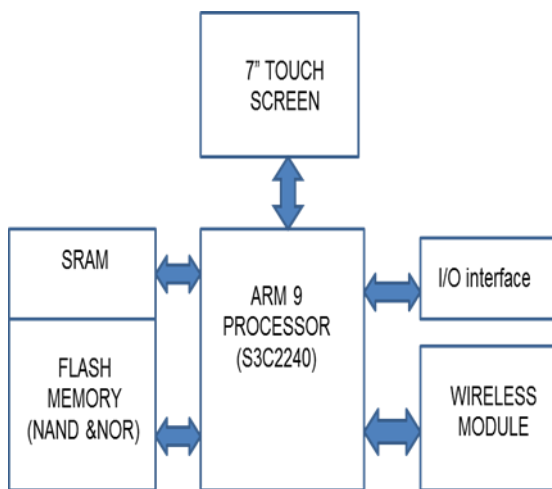 7” TOUCH
SCREEN
SRAM
FLASH
MEMORY
(NAND &NOR)
ARM 9
PROCESSOR
(S3C2240)
I/O interface
WIRELESS
MODULE